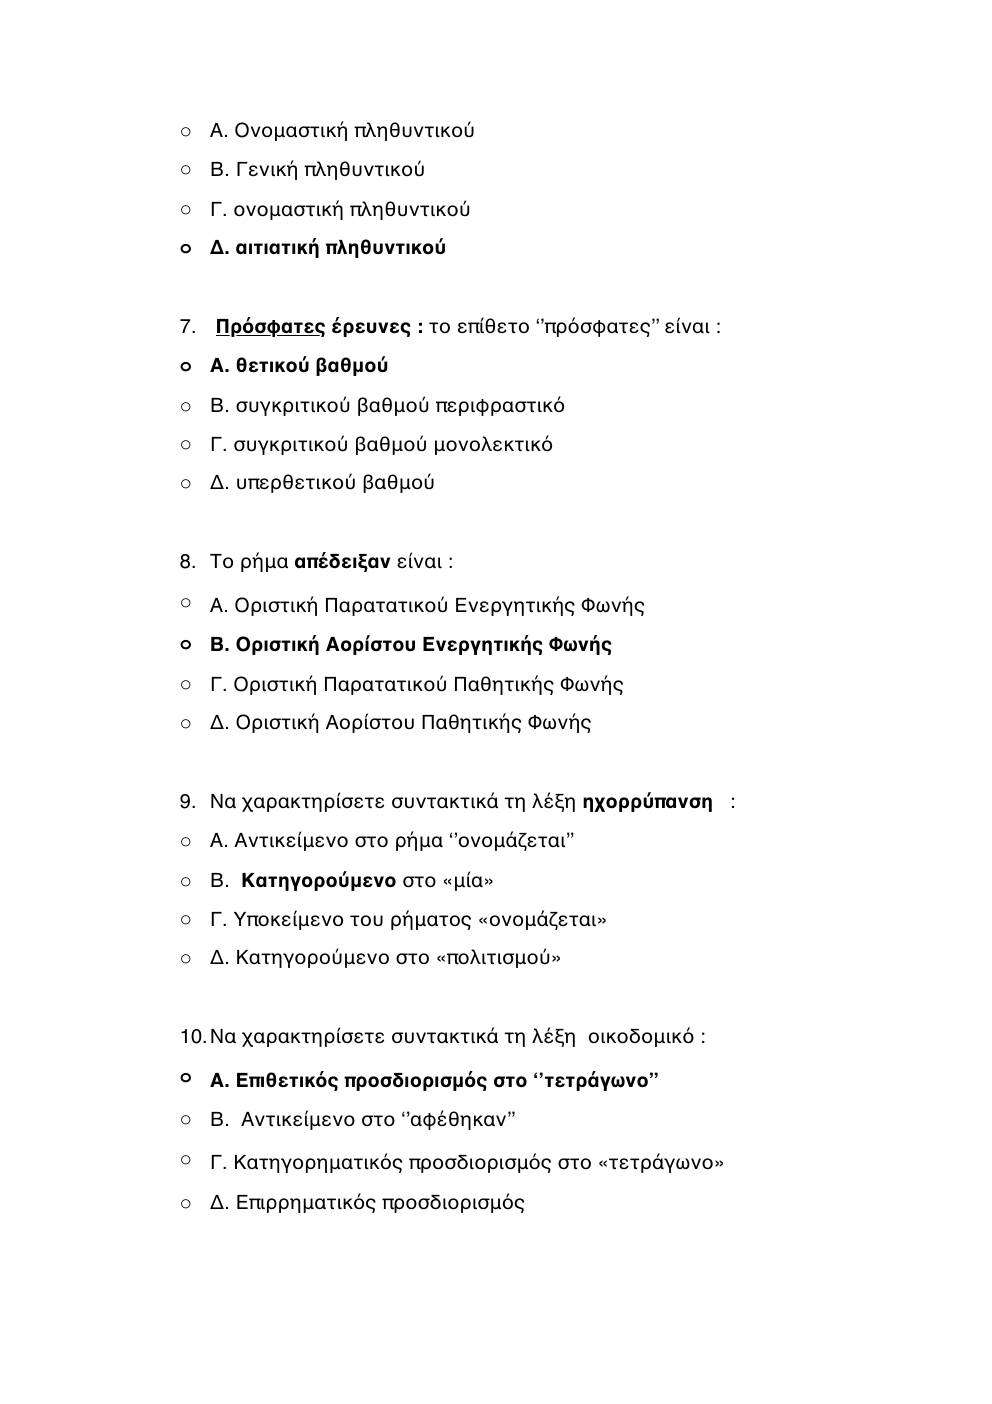 ○ Α. Ονομαστική πληθυντικού
○ Β. Γενική πληθυντικού
○ Γ. ονομαστική πληθυντικού
○ Δ. αιτιατική πληθυντικού
7. Πρόσφατες έρευνες : το επίθετο ‘’πρόσφατες’’ είναι :
○ Α. θετικού βαθμού
○ Β. συγκριτικού βαθμού περιφραστικό
○ Γ. συγκριτικού βαθμού μονολεκτικό
○ Δ. υπερθετικού βαθμού
8. Το ρήμα απέδειξαν είναι :
○ Α. Οριστική Παρατατικού Ενεργητικής Φωνής
○ Β. Οριστική Αορίστου Ενεργητικής Φωνής
○ Γ. Οριστική Παρατατικού Παθητικής Φωνής
○ Δ. Οριστική Αορίστου Παθητικής Φωνής
9. Να χαρακτηρίσετε συντακτικά τη λέξη ηχορρύπανση :
○ Α. Αντικείμενο στο ρήμα ‘’ονομάζεται’’
○ Β. Κατηγορούμενο στο «μία»
○ Γ. Υποκείμενο του ρήματος «ονομάζεται»
○ Δ. Κατηγορούμενο στο «πολιτισμού»
10. Να χαρακτηρίσετε συντακτικά τη λέξη οικοδομικό :
○ Α. Επιθετικός προσδιορισμός στο ‘’τετράγωνο’’
○ Β. Αντικείμενο στο ‘’αφέθηκαν’’
○ Γ. Κατηγορηματικός προσδιορισμός στο «τετράγωνο»
○ Δ. Επιρρηματικός προσδιορισμός